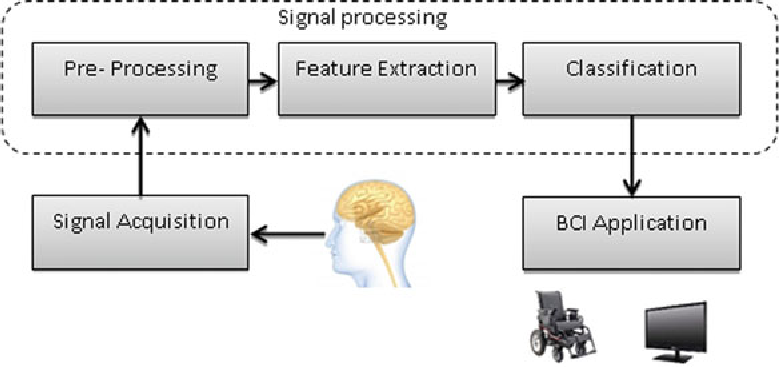 Signal processing
Pre- Processing
Feature Extraction
Classification
Signal Acquisition
BCI Application